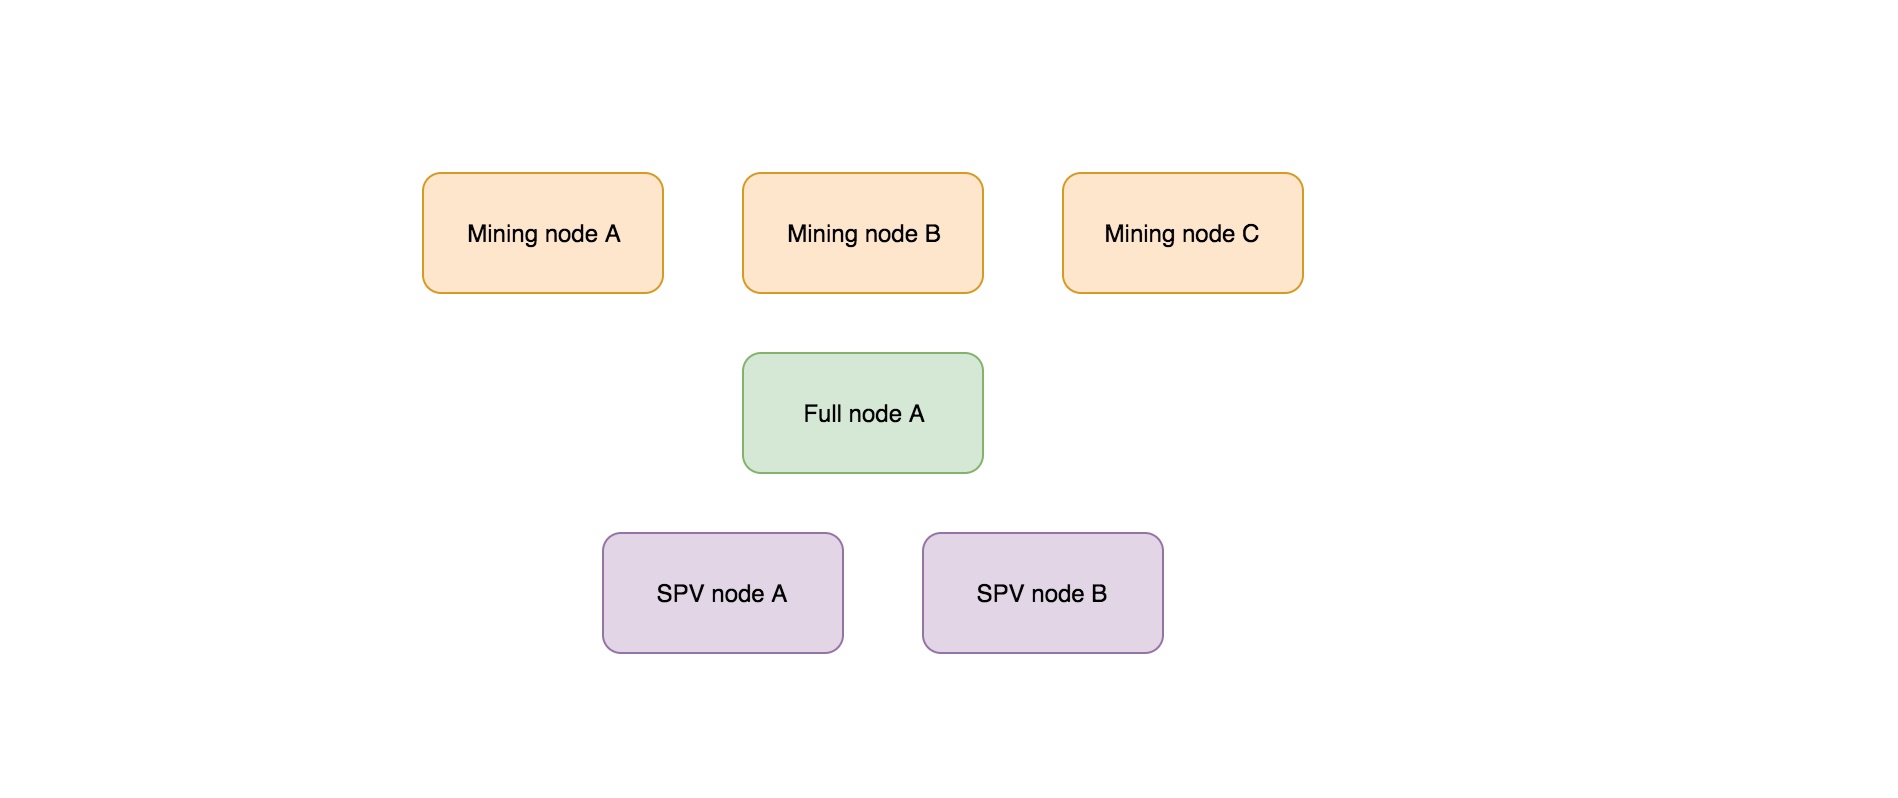 Mining node A
Mining node B
Mining node C
Full node A
SPV node A
SPV node B